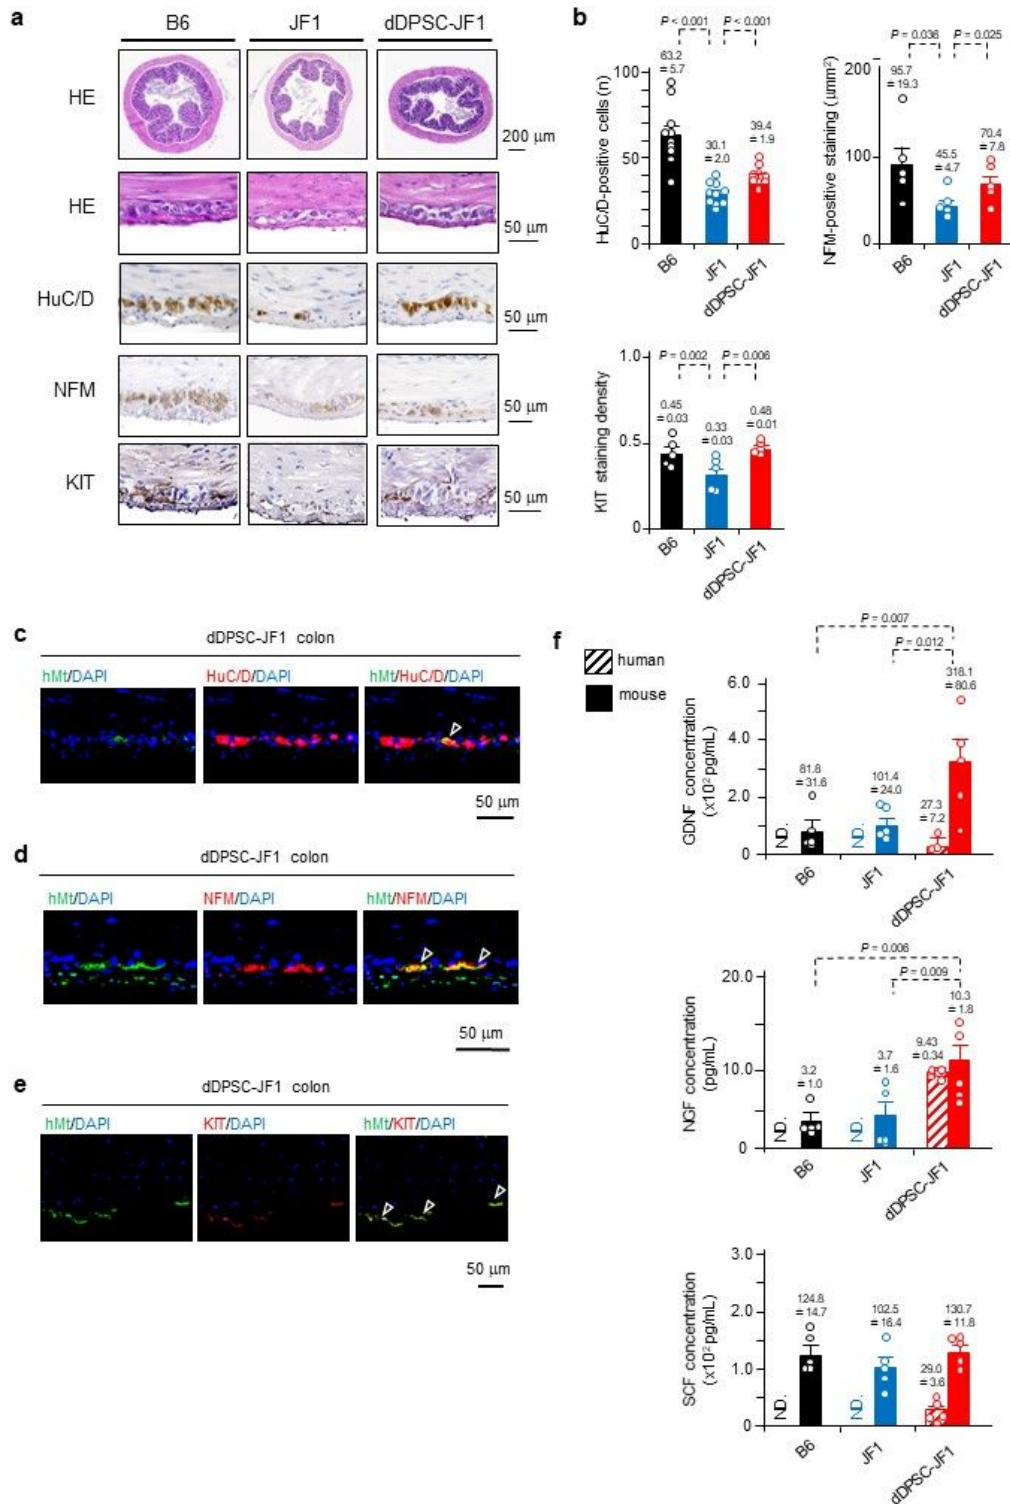 a
B6
JF1
dDPSC-JF1
HE
200 μm
HE
50 μm
HuC/D
50 μm
NFM
50 μm
KIT
50 μm
b
P < 0.001
P < 0.001
63.2
± 5.7
30.1
± 2.0
39.4
± 1.9
HuC/D-positive cells (n)
100
50
0
B6
JF1
dDPSC-JF1
P = 0.036
P = 0.025
95.7
± 19.3
45.5
± 4.7
70.4
± 7.8
NFM-positive staining (μmm²)
200
100
0
B6
JF1
dDPSC-JF1
P = 0.002
P = 0.006
0.45
± 0.03
0.33
± 0.03
0.48
± 0.01
KIT staining density
1.0
0.5
0
B6
JF1
dDPSC-JF1
c
dDPSC-JF1 colon
hMt/DAPI
HuC/D/DAPI
hMt/HuC/D/DAPI
50 μm
d
dDPSC-JF1 colon
hMt/DAPI
NFM/DAPI
hMt/NFM/DAPI
50 μm
e
dDPSC-JF1 colon
hMt/DAPI
KIT/DAPI
hMt/KIT/DAPI
50 μm
f
human
mouse
P = 0.007
P = 0.012
318.1
± 80.6
81.8
± 31.6
101.4
± 24.0
27.3
± 7.2
GDNF concentration
(x10² pg/mL)
6.0
4.0
2.0
0
N.D.
N.D.
B6
JF1
dDPSC-JF1
P = 0.006
P = 0.009
10.3
± 1.8
9.43
± 0.34
3.2
± 1.0
3.7
± 1.6
NGF concentration
(pg/mL)
20.0
10.0
0
N.D.
N.D.
B6
JF1
dDPSC-JF1
124.8
± 14.7
102.5
± 16.4
130.7
± 11.8
29.0
± 3.6
SCF concentration
(x10² pg/mL)
3.0
2.0
1.0
0
N.D.
N.D.
B6
JF1
dDPSC-JF1